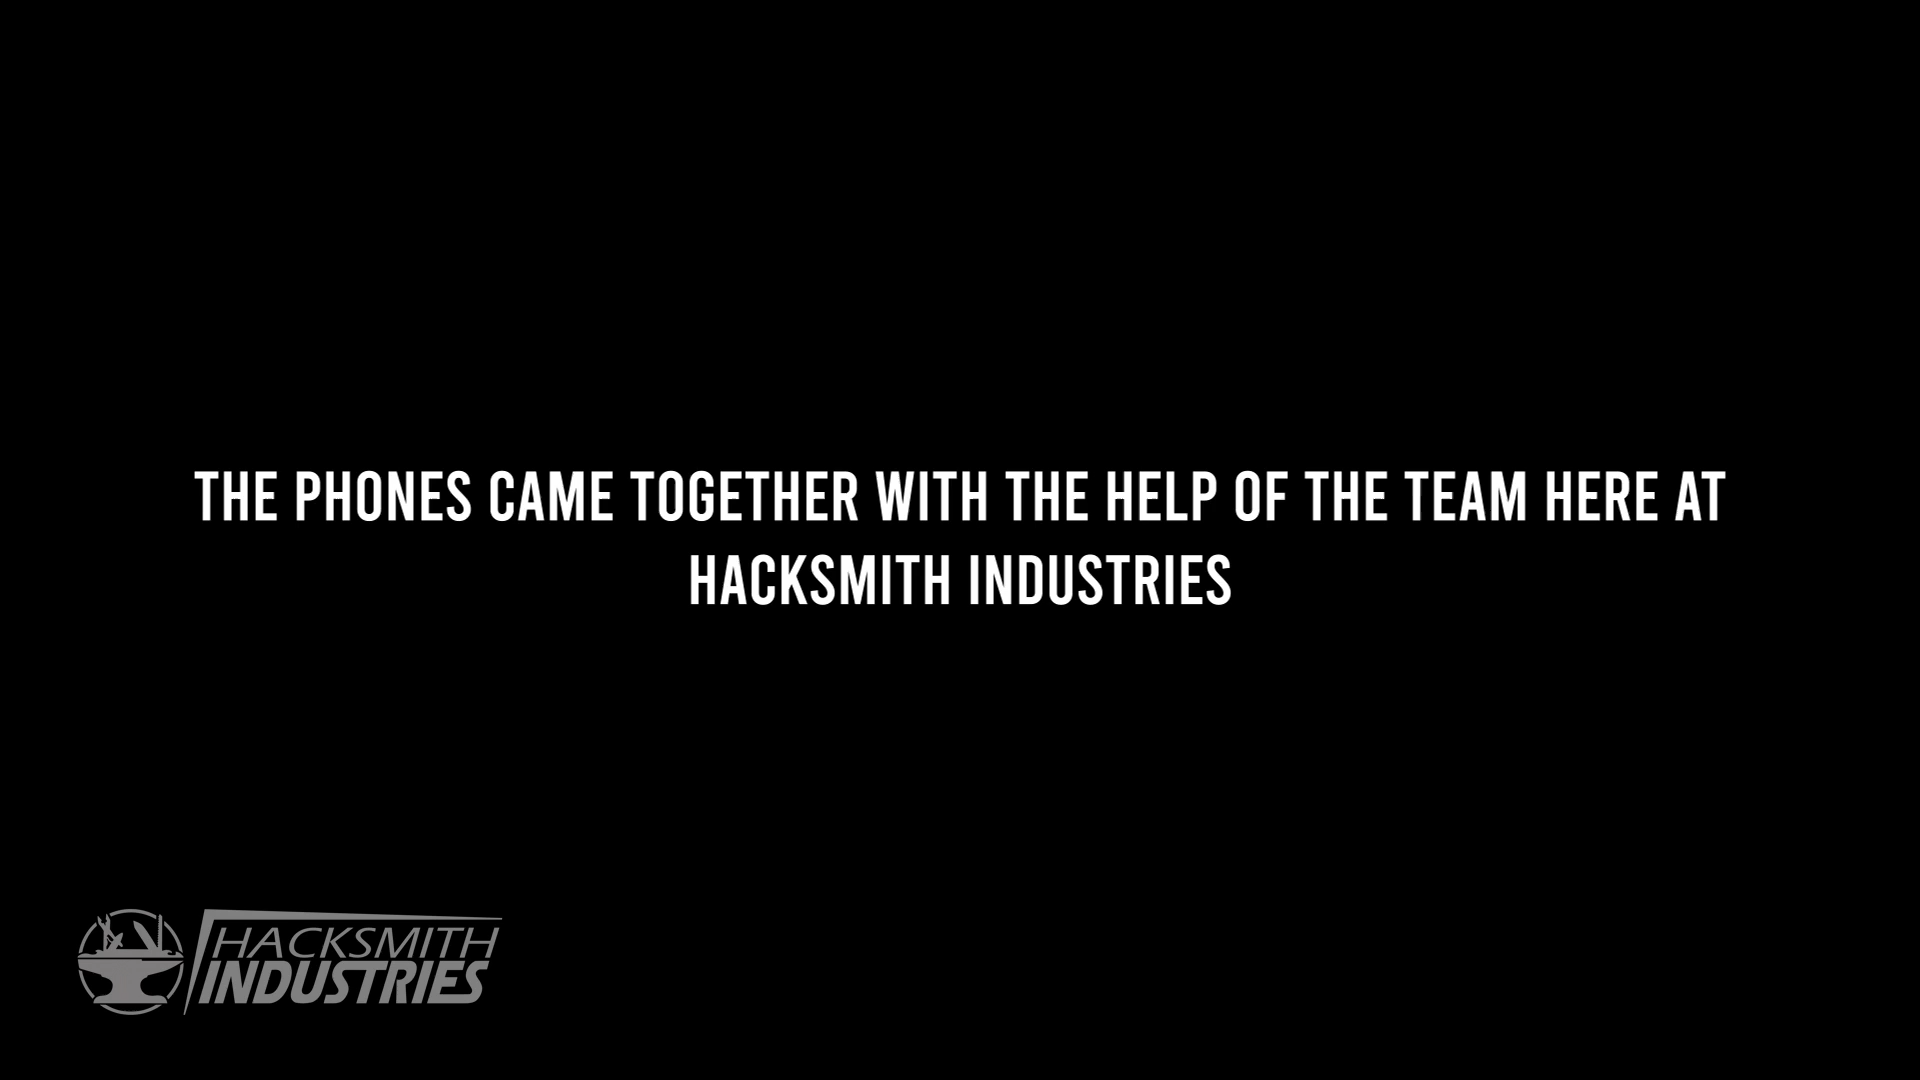 THE PHONES CAME TOGETHER WITH THE HELP OF THE TEAM HERE AT
HACKSMITH INDUSTRIES
HACKSMITH
INDUSTRIES